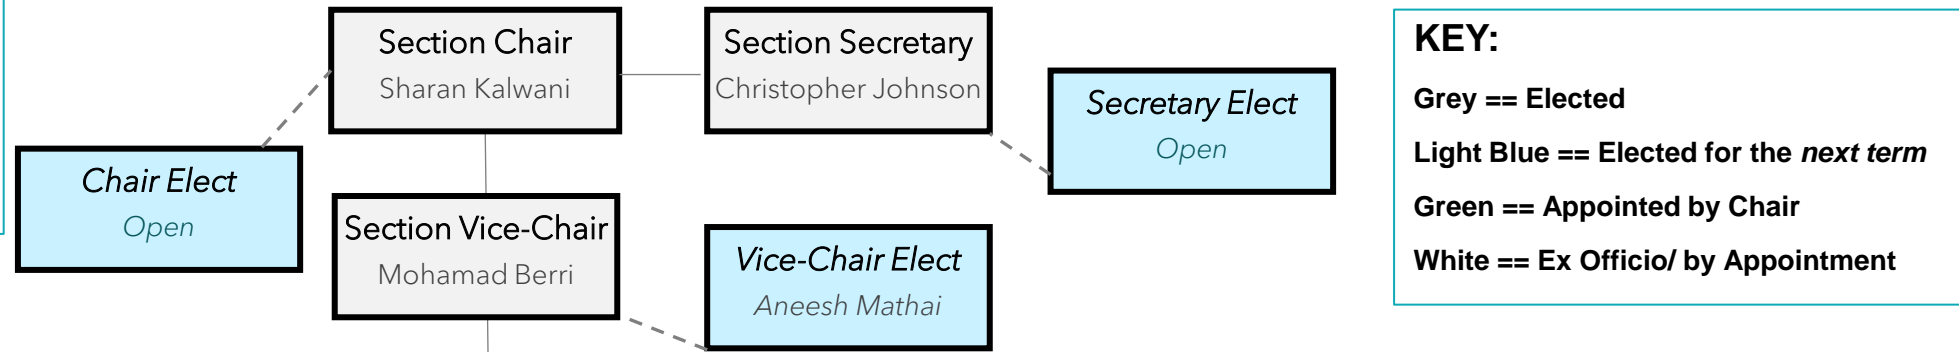 Section Chair
Sharan Kalwani
Section Secretary
Christopher Johnson
Secretary Elect
Open
Chair Elect
Open
Section Vice-Chair
Mohamad Berri
Vice-Chair Elect
Aneesh Mathai
KEY:
Grey == Elected
Light Blue == Elected for the next term
Green == Appointed by Chair
White == Ex Officio/ by Appointment